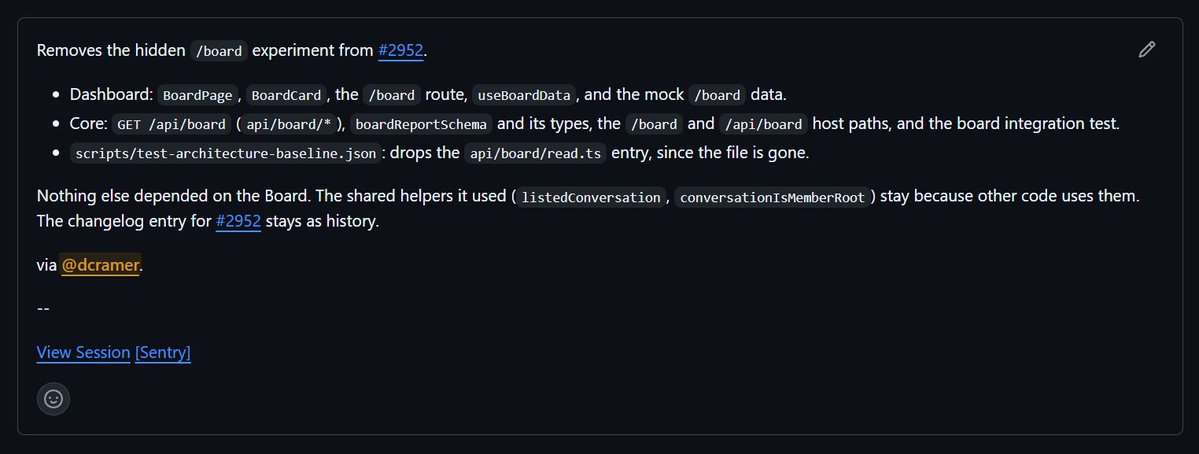 Removes the hidden /board experiment from #2952.
Dashboard: BoardPage, BoardCard, the /board route, useBoardData, and the mock /board data.
Core: GET /api/board (api/board/*), boardReportSchema and its types, the /board and /api/board host paths, and the board integration test.
scripts/test-architecture-baseline.json: drops the api/board/read.ts entry, since the file is gone.
Nothing else depended on the Board. The shared helpers it used (listedConversation, conversationIsMemberRoot) stay because other code uses them.
The changelog entry for #2952 stays as history.
via @dcramer.
--
View Session [Sentry]